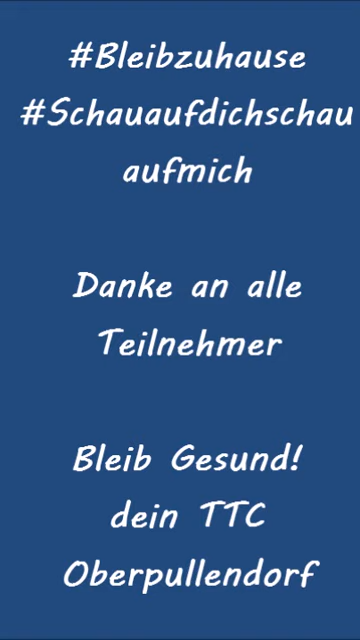 #Bleibzuhause
#Schauaufdichschau
aufmich
Danke an alle
Teilnehmer
Bleib Gesund!
dein TTC
Oberpullendorf